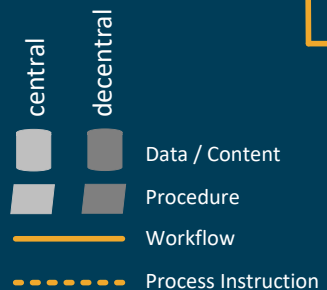 central
decentral
Data / Content
Procedure
Workflow
Process Instruction